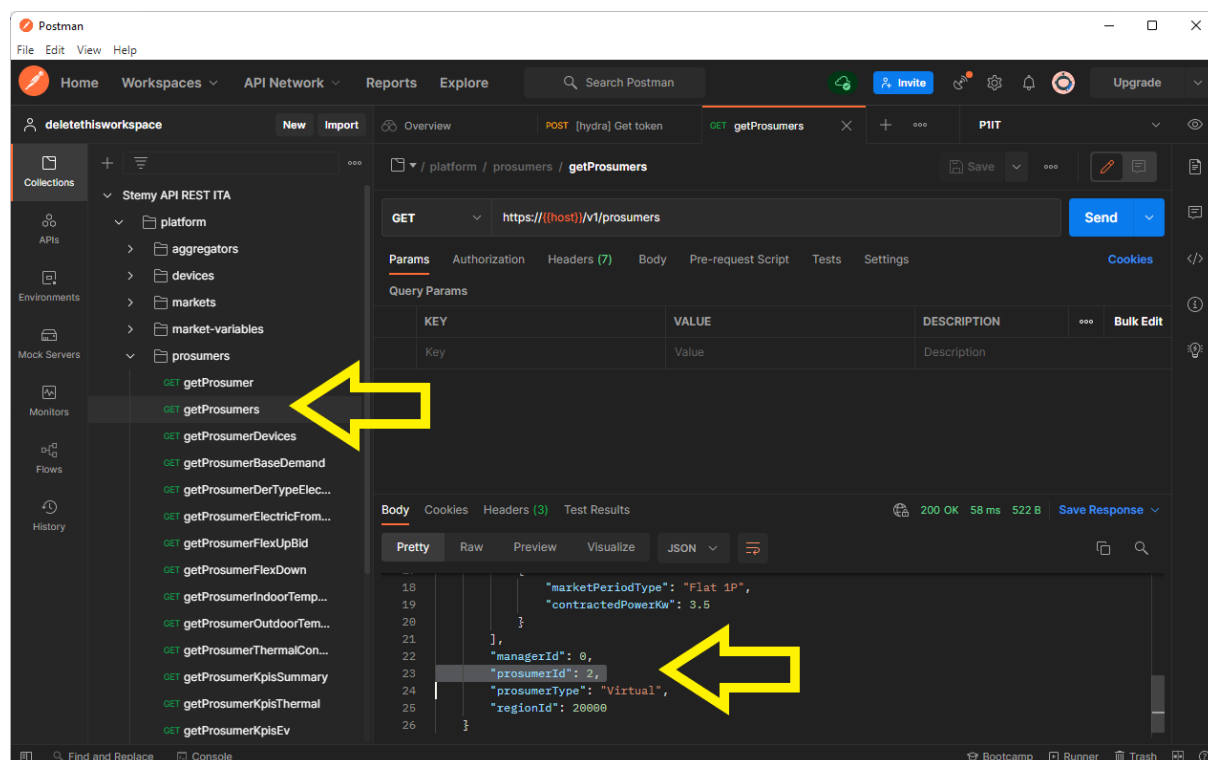 Postman
File Edit View Help
Home Workspaces API Network Reports Explore Search Postman Invite Upgrade
deletethisworkspace New Import
Overview POST [hydra] Get token GET getProsumers P1IT
Collections
APIs
Environments
Mock Servers
Monitors
Flows
History
Stemy API REST ITA
platform
aggregators
devices
markets
market-variables
prosumers
GET getProsumer
GET getProsumers
GET getProsumerDevices
GET getProsumerBaseDemand
GET getProsumerDerTypeElec...
GET getProsumerElectricFrom...
GET getProsumerFlexUpBid
GET getProsumerFlexDown
GET getProsumerIndoorTemp...
GET getProsumerOutdoorTem...
GET getProsumerThermalCon...
GET getProsumerKpisSummary
GET getProsumerKpisThermal
GET getProsumerKpisEv
/ platform / prosumers / getProsumers Save
GET https://{{host}}/v1/prosumers Send
Params Authorization Headers (7) Body Pre-request Script Tests Settings Cookies
Query Params
KEY VALUE DESCRIPTION Bulk Edit
Key Value Description
Body Cookies Headers (3) Test Results 200 OK 58 ms 522 B Save Response
Pretty Raw Preview Visualize JSON
18 "marketPeriodType": "Flat 1P",
19 "contractedPowerKw": 3.5
20 }
21 ],
22 "managerId": 0,
23 "prosumerId": 2,
24 "prosumerType": "Virtual",
25 "regionId": 20000
26 }
Find and Replace Console Bootcamp Runner Trash